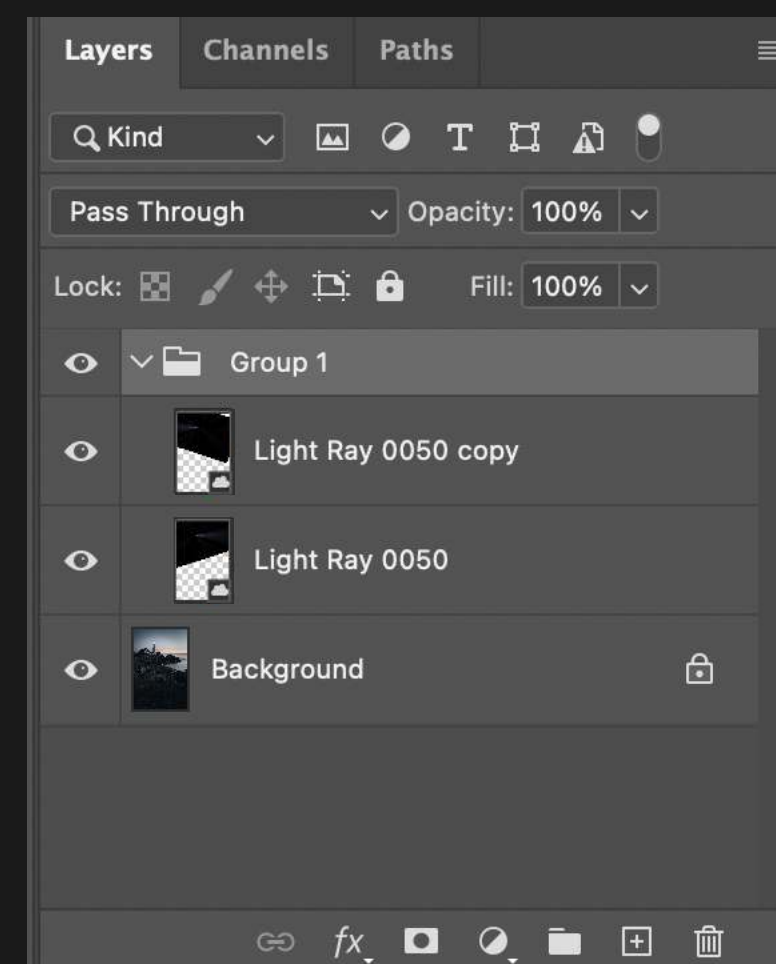 Layers Channels Paths
Kind
Pass Through Opacity: 100%
Lock: Fill: 100%
Group 1
Light Ray 0050 copy
Light Ray 0050
Background
fx